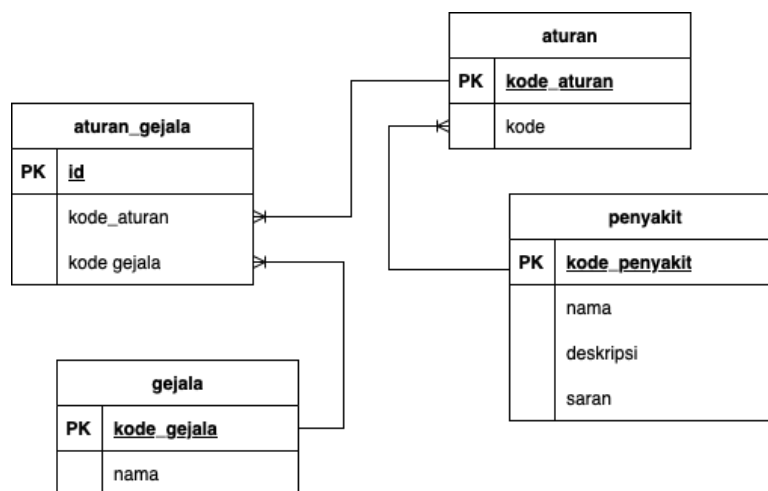 aturan
PK kode_aturan
kode
aturan_gejala
PK id
kode_aturan
kode gejala
penyakit
PK kode_penyakit
nama
deskripsi
saran
gejala
PK kode_gejala
nama